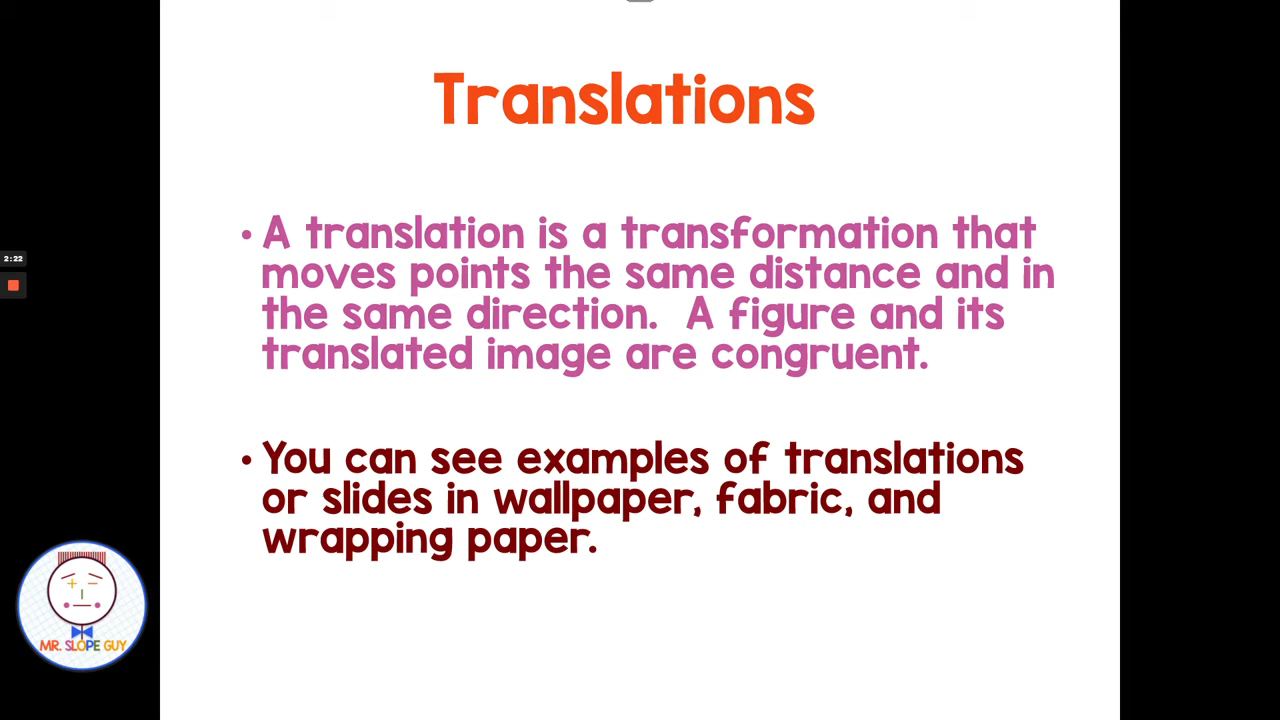 Translations
• A translation is a transformation that
moves points the same distance and in
the same direction.  A figure and its
translated image are congruent.
• You can see examples of translations
or slides in wallpaper, fabric, and
wrapping paper.
2:22
MR. SLOPE GUY